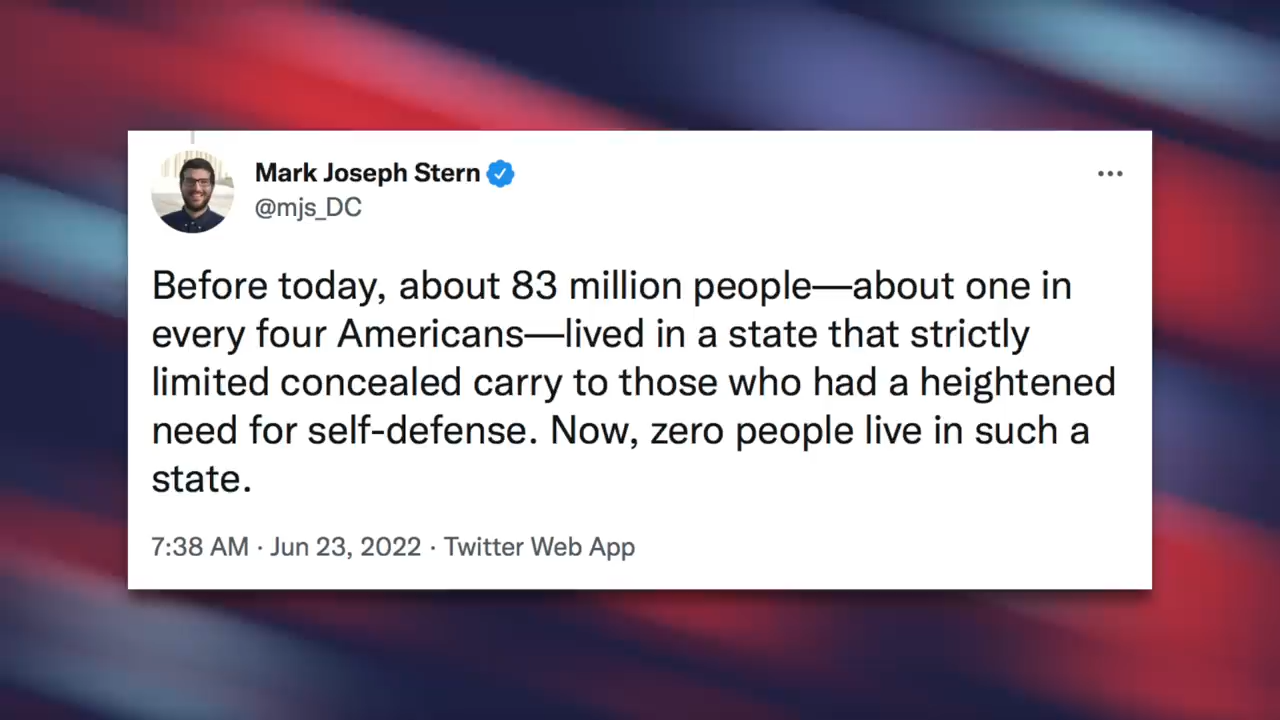 Mark Joseph Stern
@mjs_DC
Before today, about 83 million people—about one in
every four Americans—lived in a state that strictly
limited concealed carry to those who had a heightened
need for self-defense. Now, zero people live in such a
state.
7:38 AM · Jun 23, 2022 · Twitter Web App